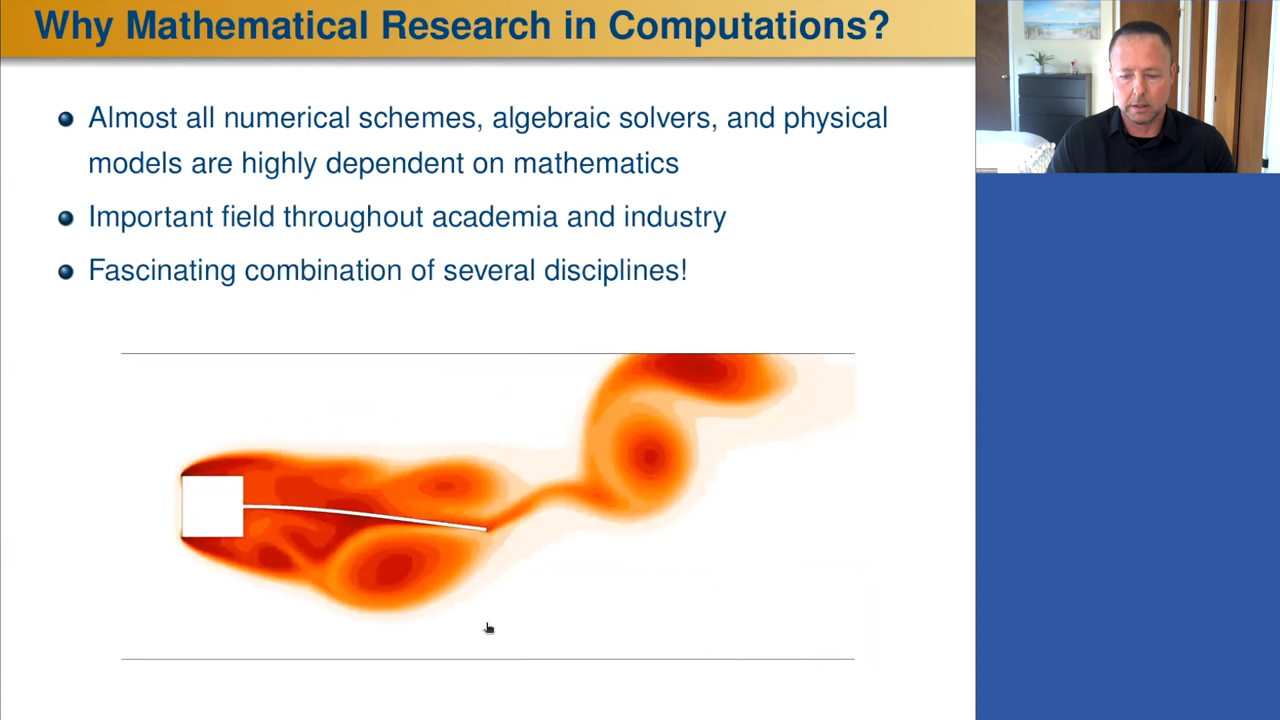 Why Mathematical Research in Computations?
Almost all numerical schemes, algebraic solvers, and physical
models are highly dependent on mathematics
Important field throughout academia and industry
Fascinating combination of several disciplines!